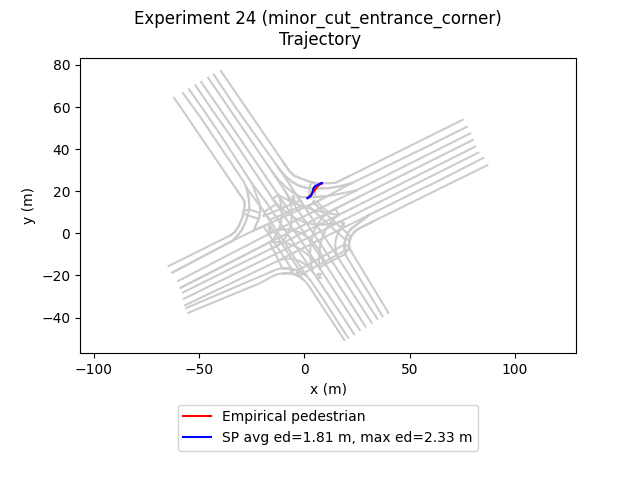 Experiment 24 (minor_cut_entrance_corner)
Trajectory
80
60
40
20
0
−20
−40
y (m)
−100
−50
0
50
100
x (m)
Empirical pedestrian
SP avg ed=1.81 m, max ed=2.33 m